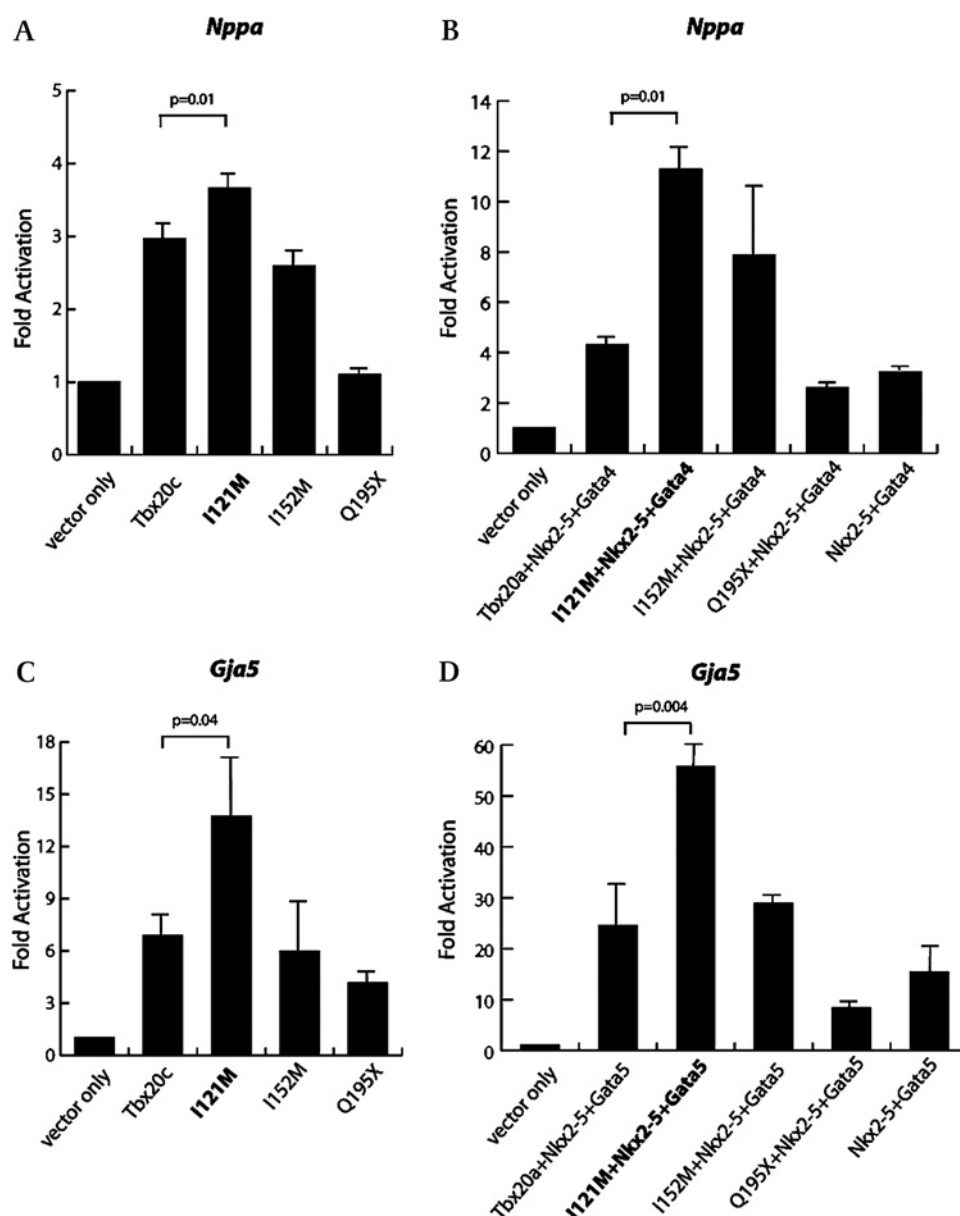 A
Nppa
p=0.01
Fold Activation
5
4
3
2
1
0
vector only
Tbx20c
I121M
I152M
Q195X
B
Nppa
p=0.01
Fold Activation
14
12
10
8
6
4
2
0
vector only
Tbx20a+Nkx2-5+Gata4
I121M+Nkx2-5+Gata4
I152M+Nkx2-5+Gata4
Q195X+Nkx2-5+Gata4
Nkx2-5+Gata4
C
Gja5
p=0.04
Fold Activation
18
15
12
9
6
3
0
vector only
Tbx20c
I121M
I152M
Q195X
D
Gja5
p=0.004
Fold Activation
60
50
40
30
20
10
0
vector only
Tbx20a+Nkx2-5+Gata5
I121M+Nkx2-5+Gata5
I152M+Nkx2-5+Gata5
Q195X+Nkx2-5+Gata5
Nkx2-5+Gata5